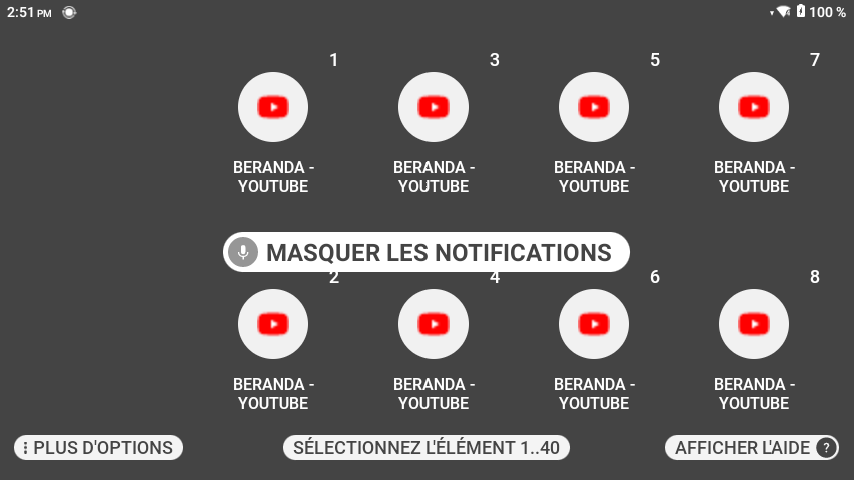 2:51 PM 100 %
1 3 5 7
BERANDA - BERANDA - BERANDA - BERANDA -
YOUTUBE YOUTUBE YOUTUBE YOUTUBE
MASQUER LES NOTIFICATIONS
2 4 6 8
BERANDA - BERANDA - BERANDA - BERANDA -
YOUTUBE YOUTUBE YOUTUBE YOUTUBE
PLUS D'OPTIONS SÉLECTIONNEZ L'ÉLÉMENT 1..40 AFFICHER L'AIDE ?